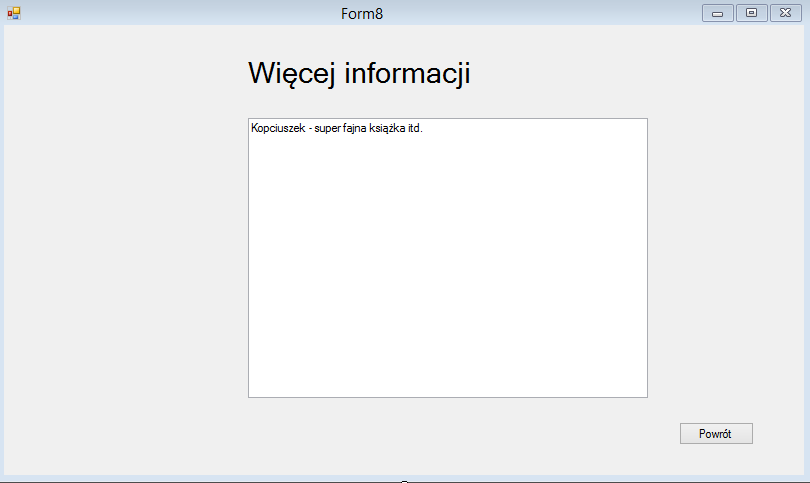 Form8
Więcej informacji
Kopciuszek - super fajna książka itd.
Powrót